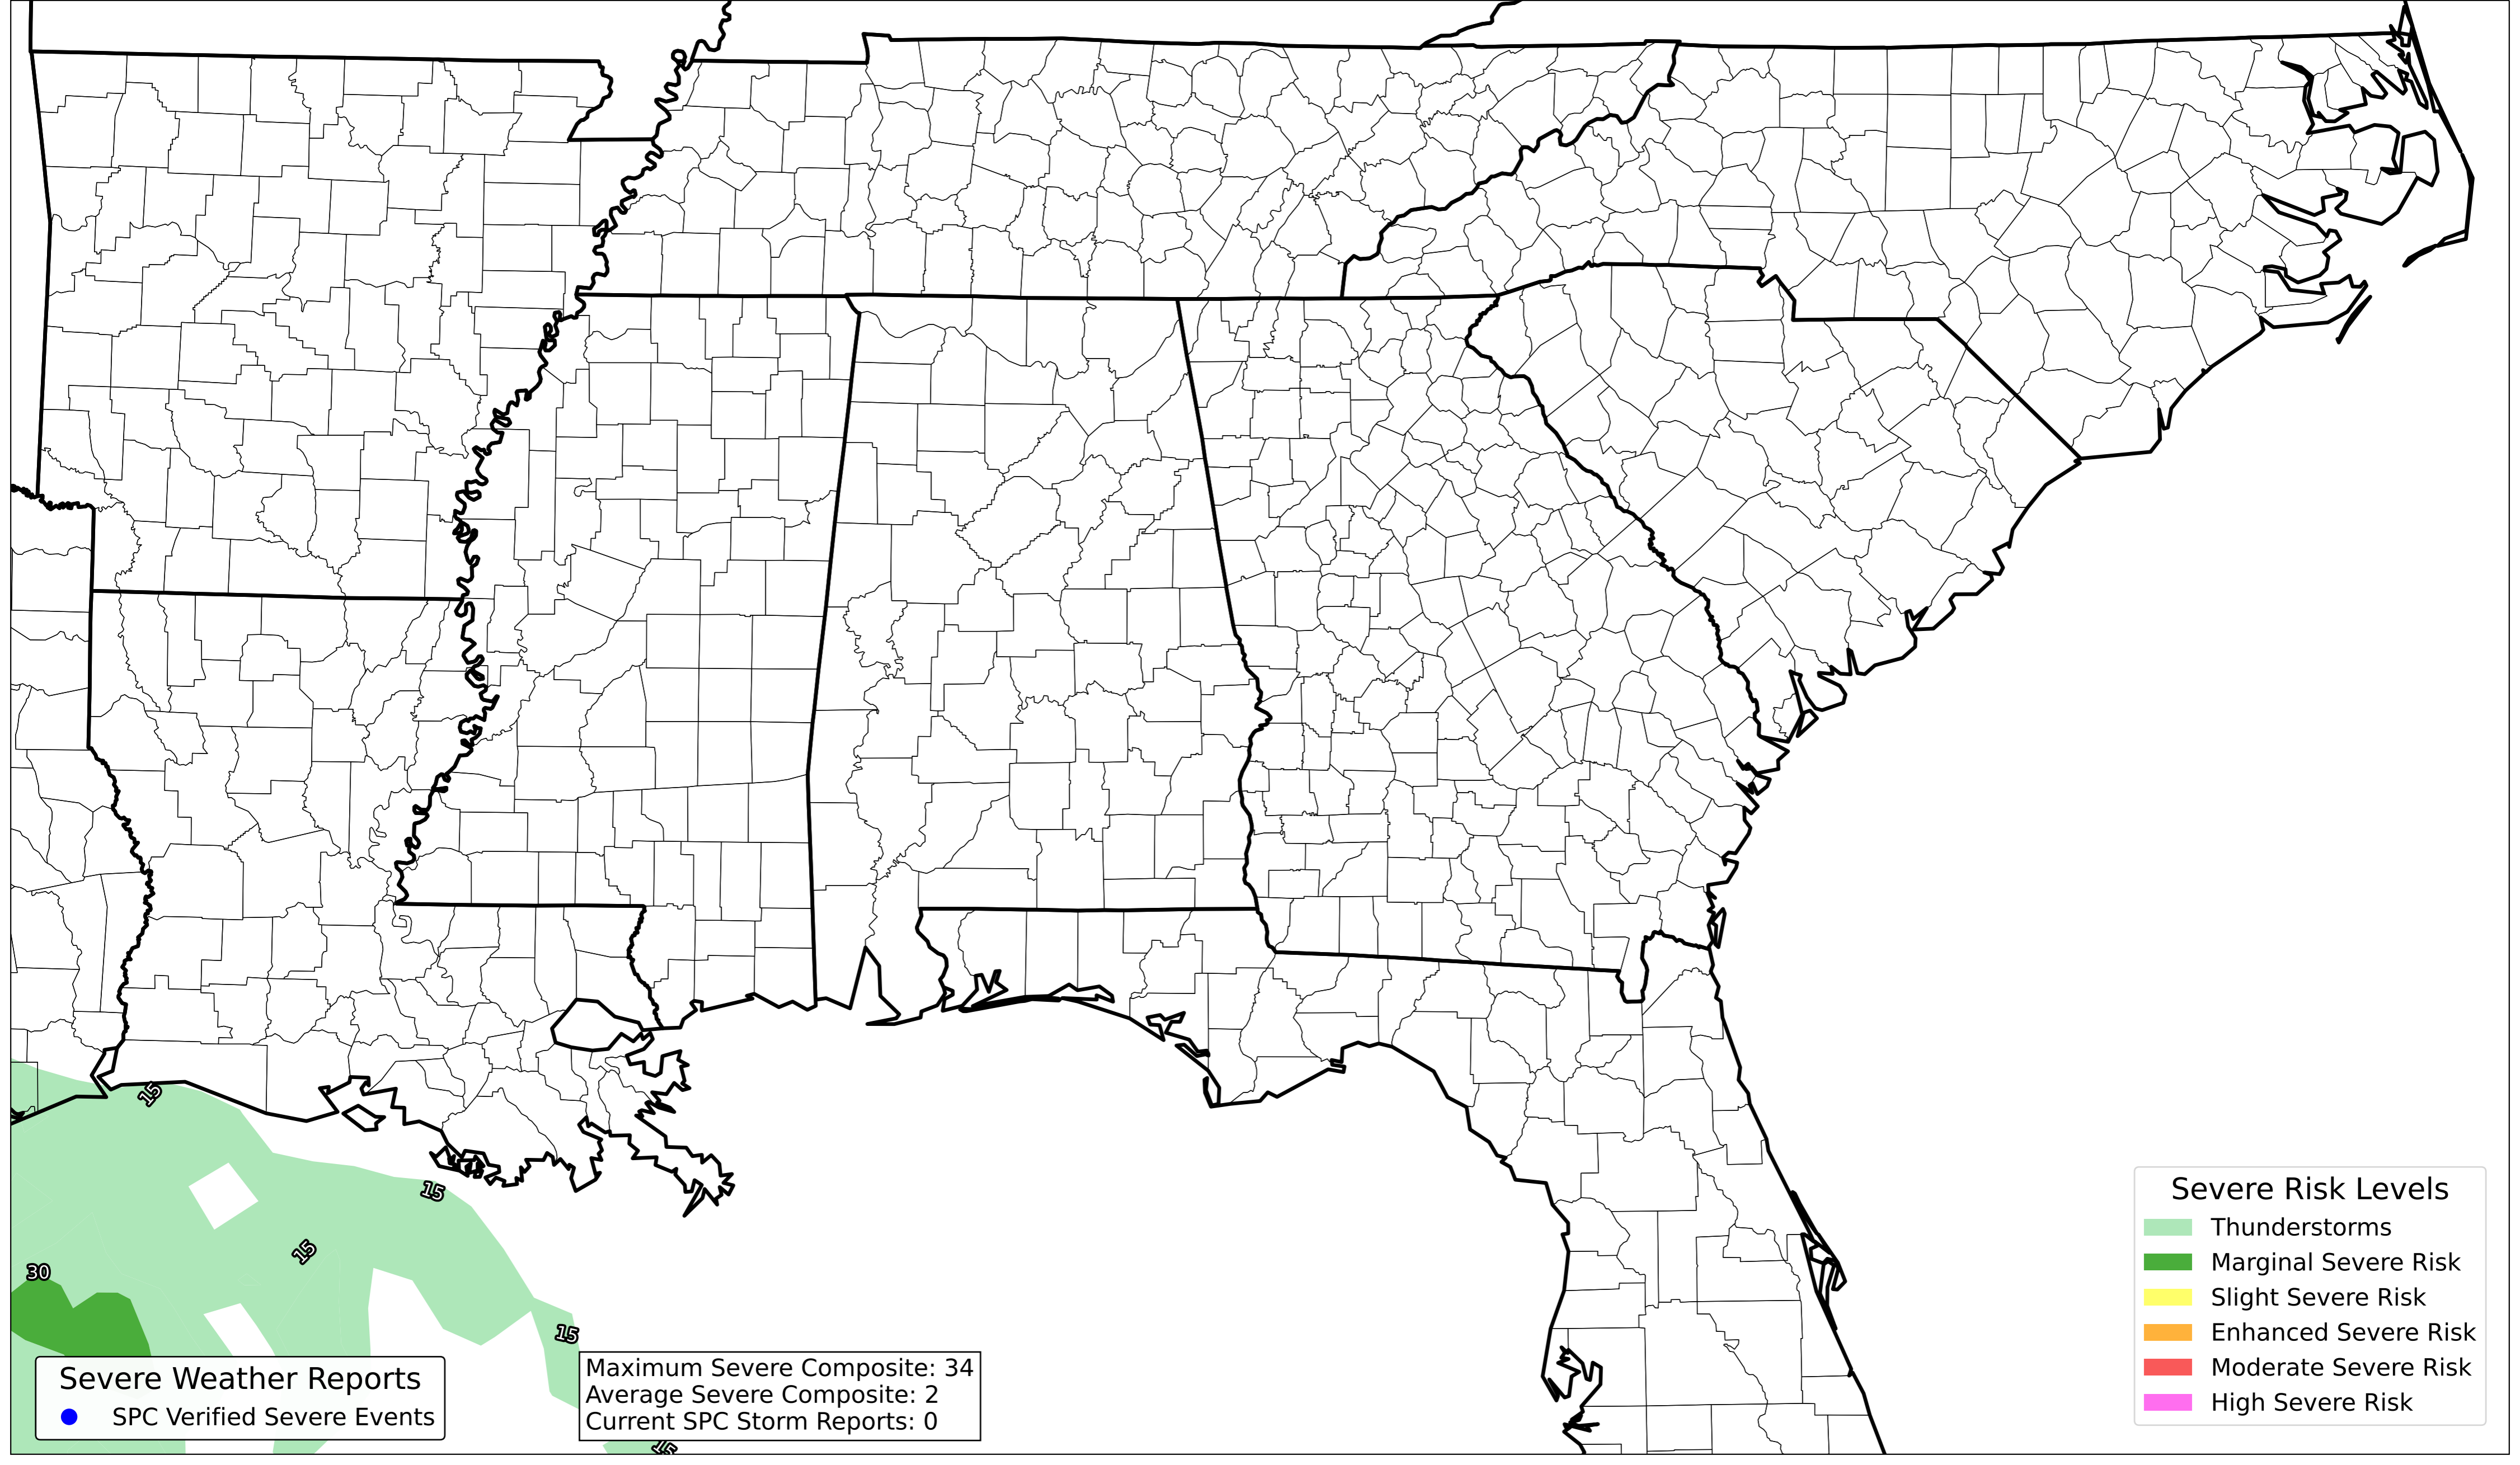 15
15
15
30
15
15
Severe Weather Reports
SPC Verified Severe Events
Maximum Severe Composite: 34
Average Severe Composite: 2
Current SPC Storm Reports: 0
Severe Risk Levels
Thunderstorms
Marginal Severe Risk
Slight Severe Risk
Enhanced Severe Risk
Moderate Severe Risk
High Severe Risk